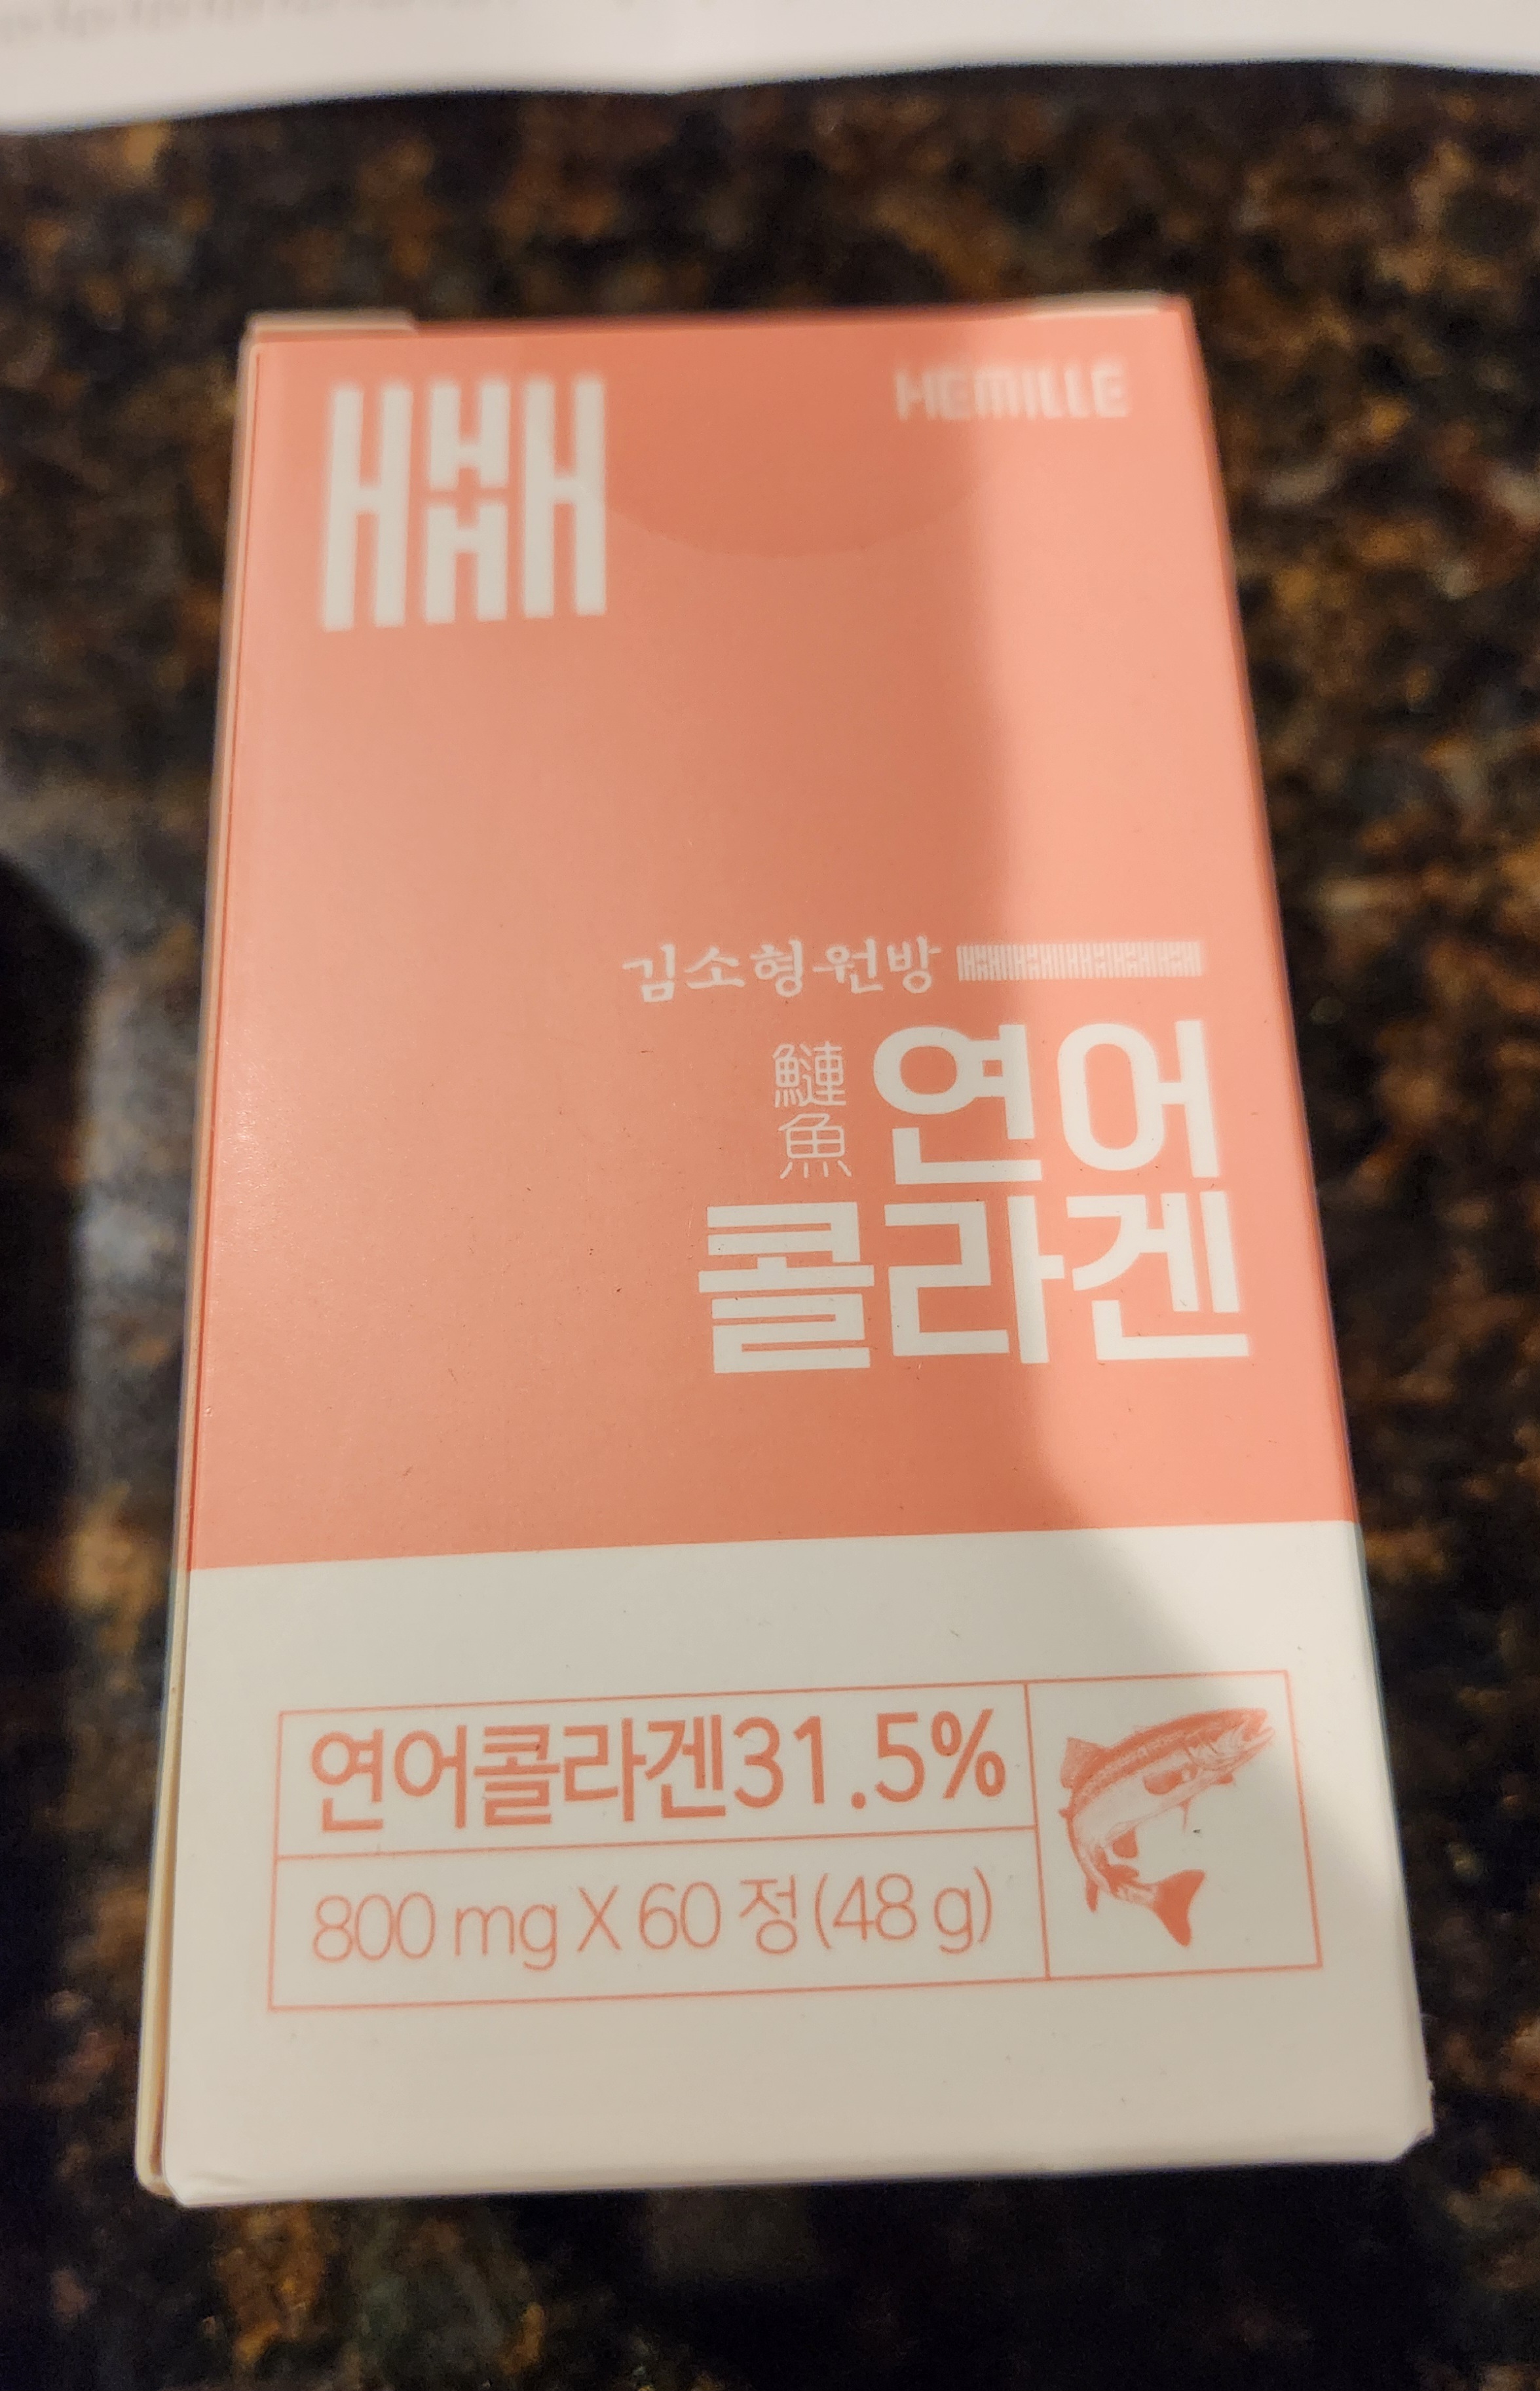 HEMILLE
김소형원방
鰱魚
연어
콜라겐
연어콜라겐31.5%
800 mg X 60 정(48 g)